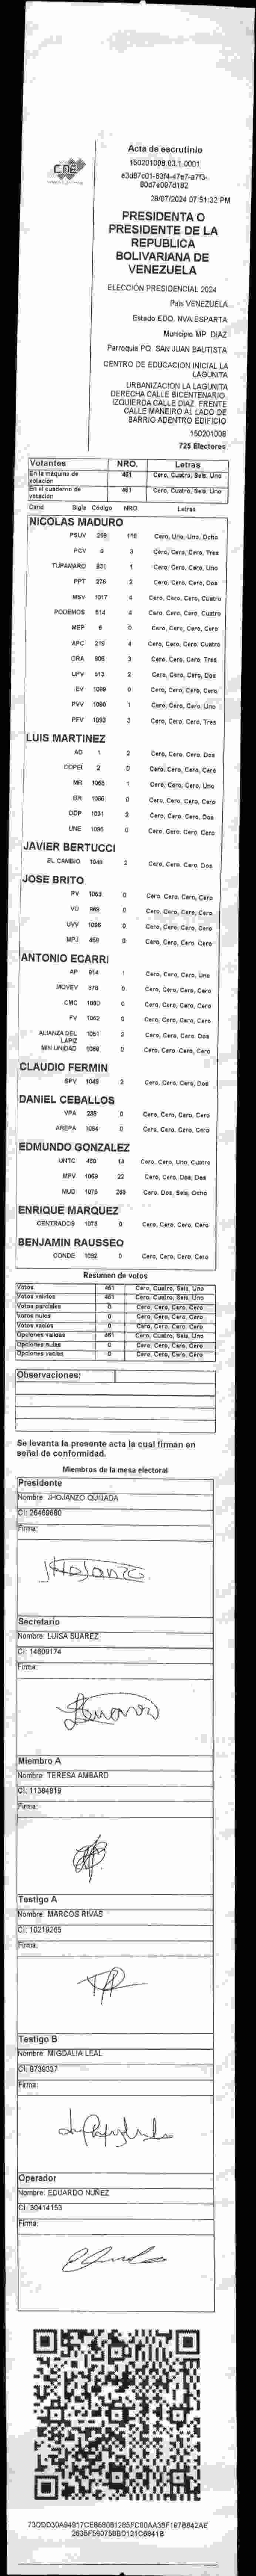 CNE
Acta de escrutinio
150201008.03.1.0001
e3d87c01-83f4-47e7-a7f3-
80d7e097d182
28/07/2024 07:51:32 PM
PRESIDENTA O
PRESIDENTE DE LA
REPUBLICA
BOLIVARIANA DE
VENEZUELA
ELECCIÓN PRESIDENCIAL 2024
País VENEZUELA
Estado EDO. NVA.ESPARTA
Municipio MP. DIAZ
Parroquia PQ. SAN JUAN BAUTISTA
CENTRO DE EDUCACION INICIAL LA
LAGUNITA
URBANIZACION LA LAGUNITA
DERECHA CALLE BICENTENARIO.
IZQUIERDA CALLE DIAZ. FRENTE
CALLE MANEIRO AL LADO DE
BARRIO ADENTRO EDIFICIO
150201008
725 Electores
Votantes NRO. Letras
En la máquina de votación 461 Cero, Cuatro, Seis, Uno
En el cuaderno de votación 461 Cero, Cuatro, Seis, Uno
Cand Sigla Código NRO. Letras
NICOLAS MADURO
PSUV 269 118 Cero, Uno, Uno, Ocho
PCV 9 3 Cero, Cero, Cero, Tres
TUPAMARO 931 1 Cero, Cero, Cero, Uno
PPT 276 2 Cero, Cero, Cero, Dos
MSV 1017 4 Cero, Cero, Cero, Cuatro
PODEMOS 514 4 Cero, Cero, Cero, Cuatro
MEP 6 0 Cero, Cero, Cero, Cero
APC 219 4 Cero, Cero, Cero, Cuatro
ORA 906 3 Cero, Cero, Cero, Tres
UPV 513 2 Cero, Cero, Cero, Dos
EV 1099 0 Cero, Cero, Cero, Cero
PVV 1090 1 Cero, Cero, Cero, Uno
PFV 1093 3 Cero, Cero, Cero, Tres
LUIS MARTINEZ
AD 1 2 Cero, Cero, Cero, Dos
COPEI 2 0 Cero, Cero, Cero, Cero
MR 1065 1 Cero, Cero, Cero, Uno
BR 1066 0 Cero, Cero, Cero, Cero
DDP 1091 2 Cero, Cero, Cero, Dos
UNE 1096 0 Cero, Cero, Cero, Cero
JAVIER BERTUCCI
EL CAMBIO 1048 2 Cero, Cero, Cero, Dos
JOSE BRITO
PV 1053 0 Cero, Cero, Cero, Cero
VU 968 0 Cero, Cero, Cero, Cero
UVV 1098 0 Cero, Cero, Cero, Cero
MPJ 458 0 Cero, Cero, Cero, Cero
ANTONIO ECARRI
AP 914 1 Cero, Cero, Cero, Uno
MOVEV 878 0 Cero, Cero, Cero, Cero
CMC 1080 0 Cero, Cero, Cero, Cero
FV 1062 0 Cero, Cero, Cero, Cero
ALIANZA DEL LAPIZ 1051 2 Cero, Cero, Cero, Dos
MIN UNIDAD 1068 0 Cero, Cero, Cero, Cero
CLAUDIO FERMIN
SPV 1049 2 Cero, Cero, Cero, Dos
DANIEL CEBALLOS
VPA 238 0 Cero, Cero, Cero, Cero
AREPA 1094 0 Cero, Cero, Cero, Cero
EDMUNDO GONZALEZ
UNTC 460 14 Cero, Cero, Uno, Cuatro
MPV 1069 22 Cero, Cero, Dos, Dos
MUD 1075 268 Cero, Dos, Seis, Ocho
ENRIQUE MARQUEZ
CENTRADOS 1073 0 Cero, Cero, Cero, Cero
BENJAMIN RAUSSEO
CONDE 1092 0 Cero, Cero, Cero, Cero
Resumen de votos
Votos 461 Cero, Cuatro, Seis, Uno
Votos validos 461 Cero, Cuatro, Seis, Uno
Votos parciales 0 Cero, Cero, Cero, Cero
Votos nulos 0 Cero, Cero, Cero, Cero
Votos vacios 0 Cero, Cero, Cero, Cero
Opciones validas 461 Cero, Cuatro, Seis, Uno
Opciones nulas 0 Cero, Cero, Cero, Cero
Opciones vacias 0 Cero, Cero, Cero, Cero
Observaciones:
Se levanta la presente acta la cual firman en
señal de conformidad.
Miembros de la mesa electoral
Presidente
Nombre: JHOJANZO QUIJADA
CI: 26469680
Firma:
Jhojanzo
Secretario
Nombre: LUISA SUAREZ
CI: 14809174
Firma:
Miembro A
Nombre: TERESA AMBARD
CI: 11384819
Firma:
Testigo A
Nombre: MARCOS RIVAS
CI: 10219265
Firma:
Testigo B
Nombre: MIGDALIA LEAL
CI: 8739337
Firma:
Operador
Nombre: EDUARDO NUÑEZ
CI: 30414153
Firma:
73DDD30A94917CE868081285FC00AA38F1978842AE
2635F590758BD121C6841B